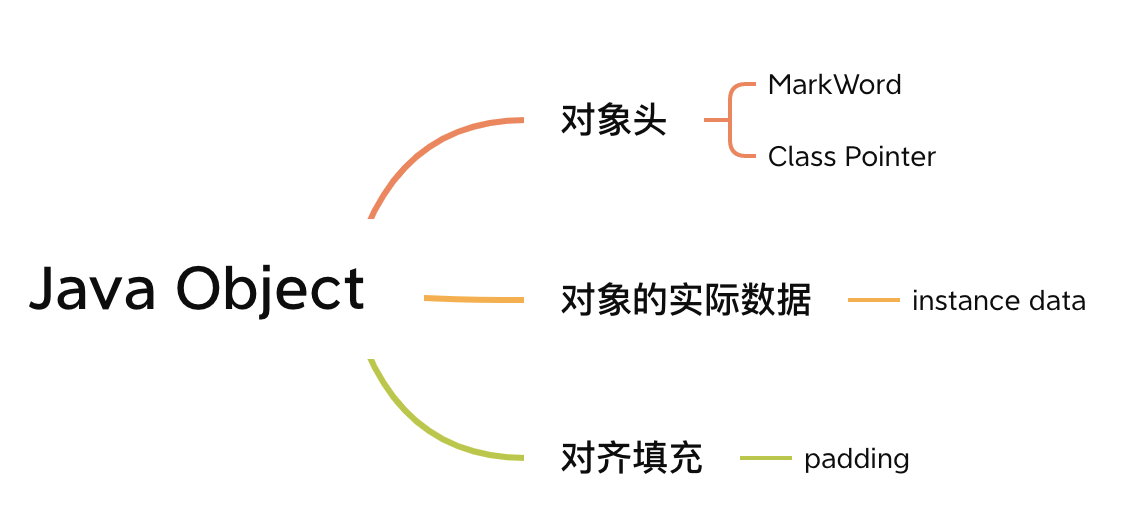 Java Object
对象头
MarkWord
Class Pointer
对象的实际数据
instance data
对齐填充
padding